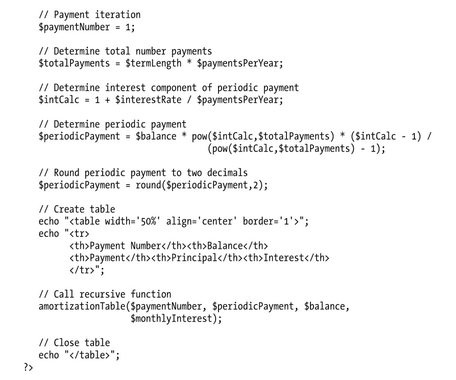 // Payment iteration
$paymentNumber = 1;
// Determine total number payments
$totalPayments = $termLength * $paymentsPerYear;
// Determine interest component of periodic payment
$intCalc = 1 + $interestRate / $paymentsPerYear;
// Determine periodic payment
$periodicPayment = $balance * pow($intCalc,$totalPayments) * ($intCalc - 1) /
(pow($intCalc,$totalPayments) - 1);
// Round periodic payment to two decimals
$periodicPayment = round($periodicPayment,2);
// Create table
echo "<table width='50%' align='center' border='1'>";
echo "<tr>
<th>Payment Number</th><th>Balance</th>
<th>Payment</th><th>Principal</th><th>Interest</th>
</tr>";
// Call recursive function
amortizationTable($paymentNumber, $periodicPayment, $balance,
$monthlyInterest);
// Close table
echo "</table>";
?>